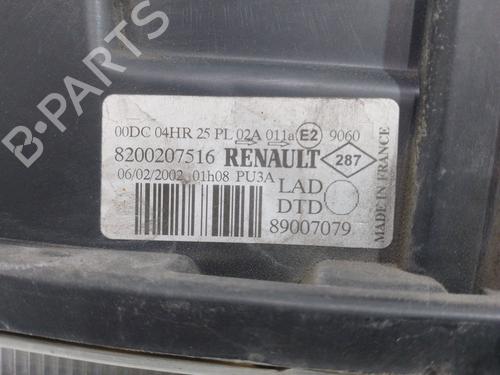 00DC 04HR 25 PL 02A 011a E2 9060
8200207516 RENAULT 287
06/02/2002 01h08 PU3A
LAD
DTD
89007079
MADE IN FRANCE
B-PARTS